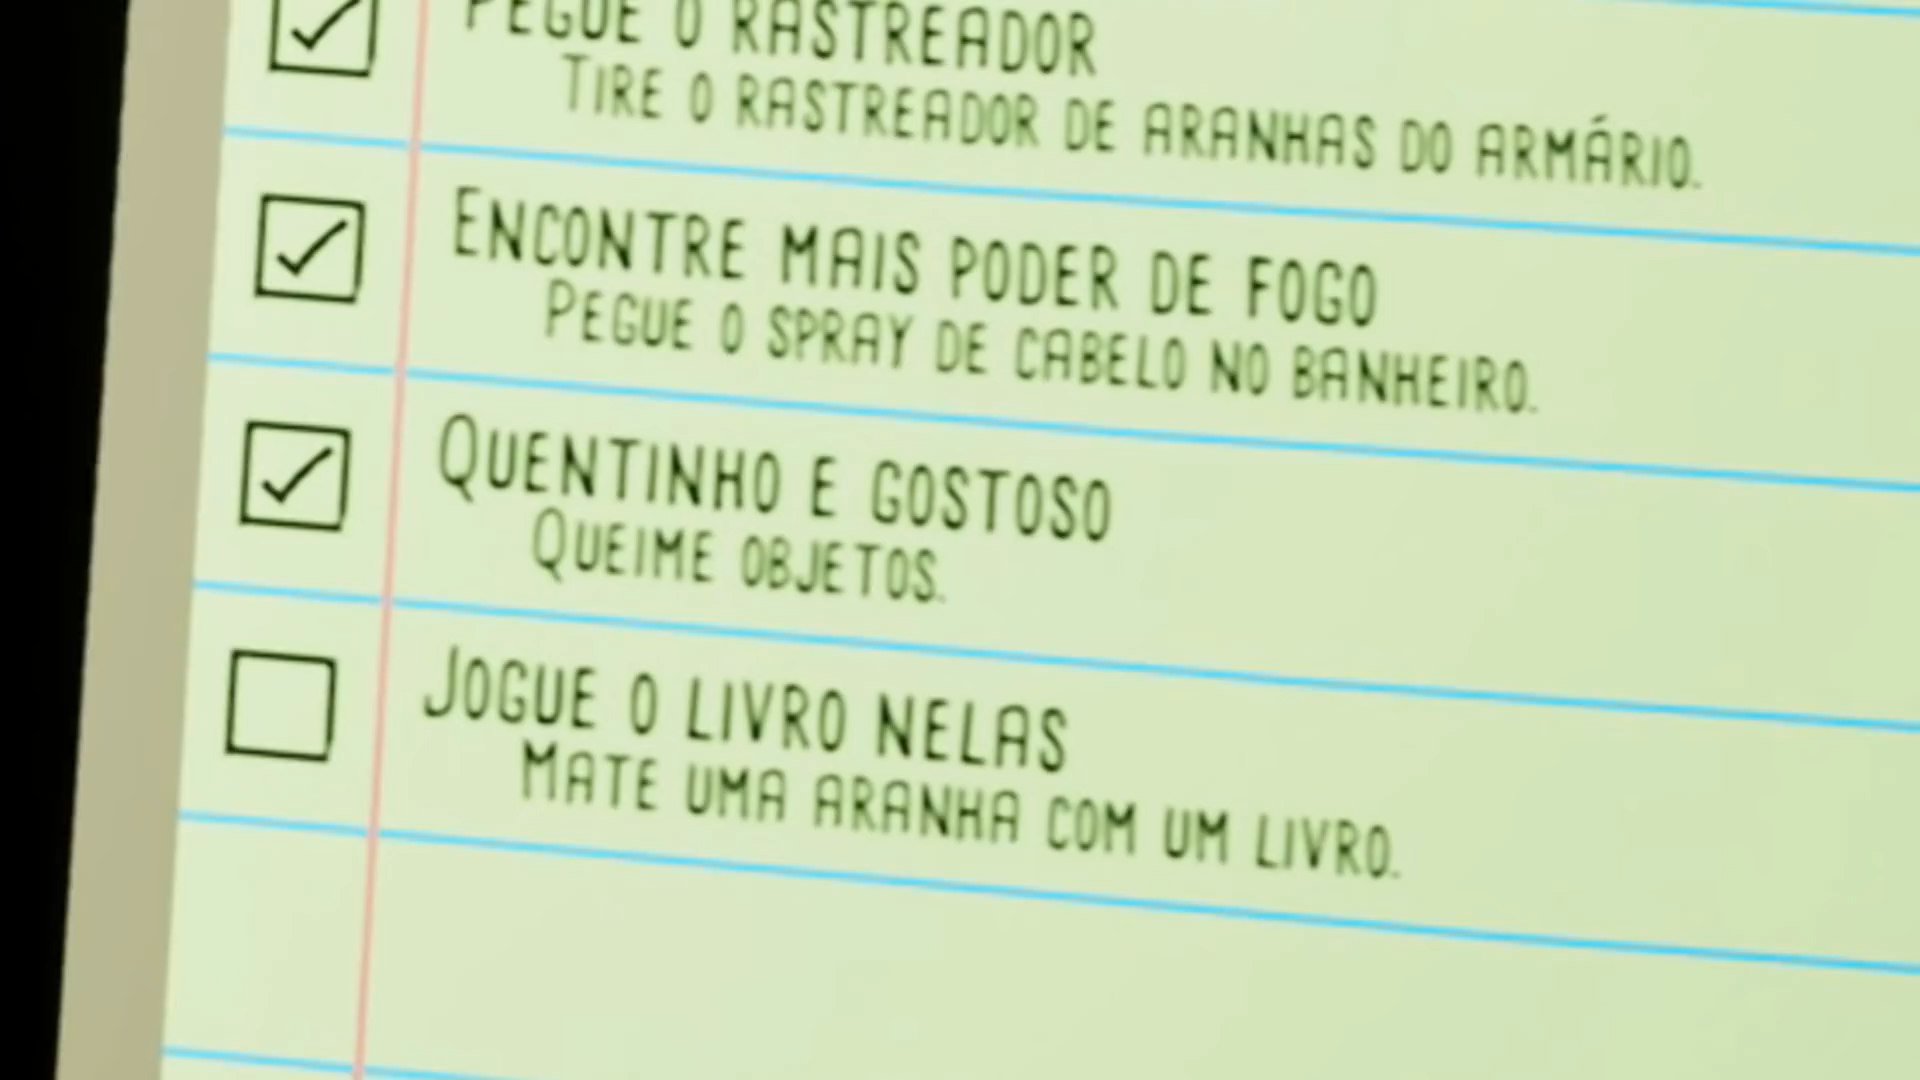 PEGUE O RASTREADOR
TIRE O RASTREADOR DE ARANHAS DO ARMÁRIO.
ENCONTRE MAIS PODER DE FOGO
PEGUE O SPRAY DE CABELO NO BANHEIRO.
QUENTINHO E GOSTOSO
QUEIME OBJETOS.
JOGUE O LIVRO NELAS
MATE UMA ARANHA COM UM LIVRO.